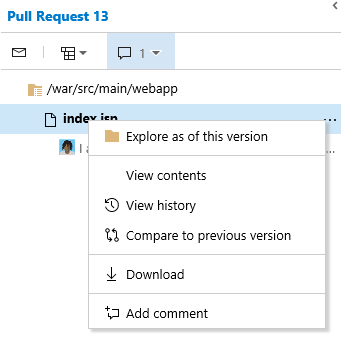 Pull Request 13
1
/war/src/main/webapp
index.jsp
Explore as of this version
I a
...
View contents
View history
Compare to previous version
Download
Add comment